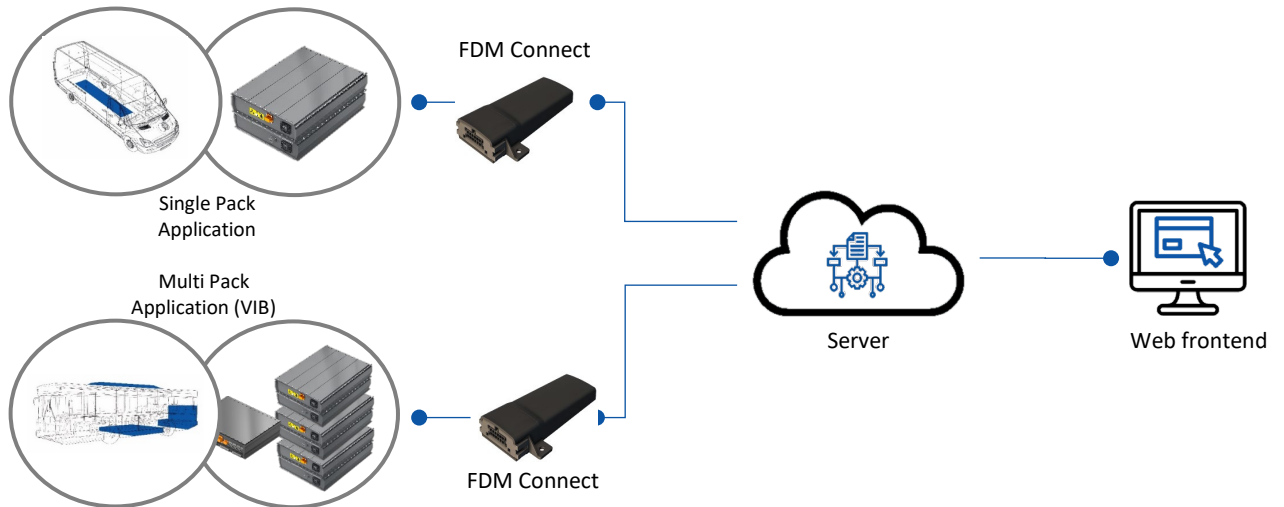 FDM Connect
Single Pack
Application
Multi Pack
Application (VIB)
Server
Web frontend
FDM Connect